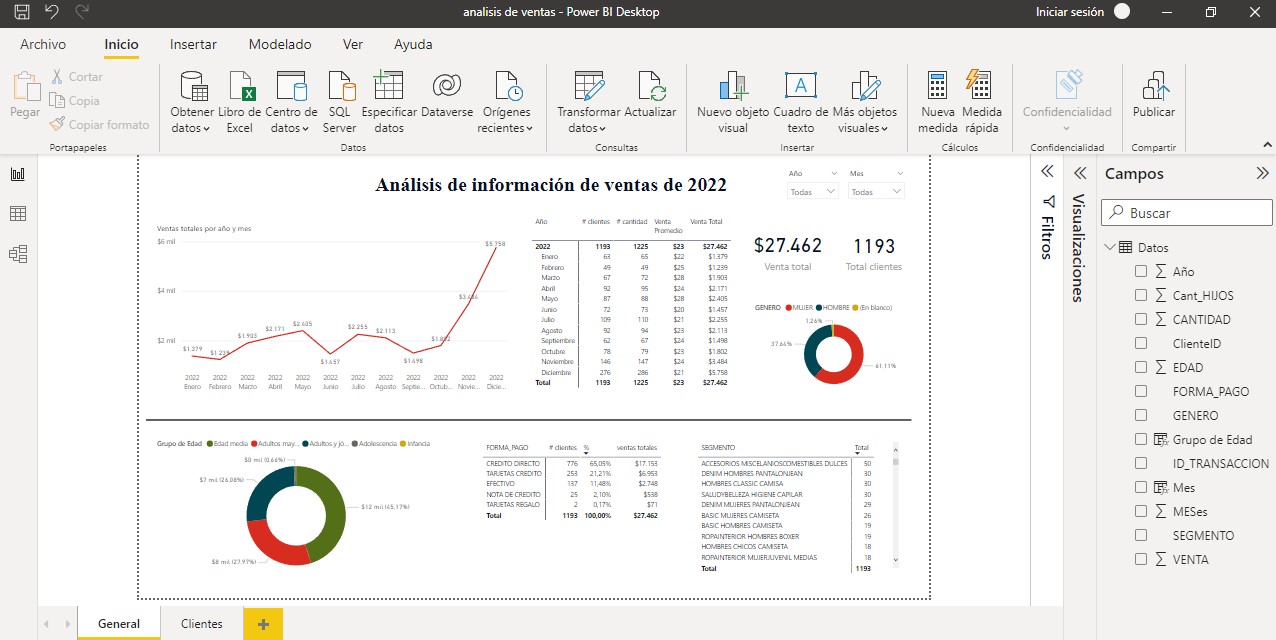 analisis de ventas - Power BI Desktop
Iniciar sesión
Archivo Inicio Insertar Modelado Ver Ayuda
Pegar
Cortar
Copia
Copiar formato
Portapapeles
Obtener datos
Libro de Excel
Centro de datos
SQL Server
Especificar datos
Dataverse
Orígenes recientes
Datos
Transformar datos
Actualizar
Consultas
Nuevo objeto visual
Cuadro de texto
Más objetos visuales
Insertar
Nueva medida
Medida rápida
Cálculos
Confidencialidad
Confidencialidad
Publicar
Compartir
Análisis de información de ventas de 2022
Año
Todas
Mes
Todas
Ventas totales por año y mes
$6 mil
$4 mil
$2 mil
$1.379
$1.239
$1.903
$2.171
$2.405
$1.457
$2.255
$2.113
$1.498
$1.802
$3.484
$5.758
2022 Enero
2022 Febrero
2022 Marzo
2022 Abril
2022 Mayo
2022 Junio
2022 Julio
2022 Agosto
2022 Septie...
2022 Octub...
2022 Novie...
2022 Dicie...
Año # clientes # cantidad Venta Promedio Venta Total
2022 1193 1225 $23 $27.462
Enero 63 65 $22 $1.379
Febrero 49 49 $25 $1.239
Marzo 67 72 $28 $1.903
Abril 92 95 $24 $2.171
Mayo 87 88 $28 $2.405
Junio 72 73 $20 $1.457
Julio 109 110 $21 $2.255
Agosto 92 94 $23 $2.113
Septiembre 62 67 $24 $1.498
Octubre 78 79 $23 $1.802
Noviembre 146 147 $24 $3.484
Diciembre 276 286 $21 $5.758
Total 1193 1225 $23 $27.462
$27.462
Venta total
1193
Total clientes
GENERO MUJER HOMBRE (En blanco)
1.26%
37.64%
61.11%
Grupo de Edad Edad media Adultos may... Adultos y jó... Adolescencia Infancia
$0 mil (0.66%)
$7 mil (26.08%)
$12 mil (45.17%)
$8 mil (27.97%)
FORMA_PAGO # clientes % ventas totales
CREDITO DIRECTO 776 65,05% $17.153
TARJETAS CREDITO 253 21,21% $6.953
EFECTIVO 137 11,48% $2.748
NOTA DE CREDITO 25 2,10% $538
TARJETAS REGALO 2 0,17% $71
Total 1193 100,00% $27.462
SEGMENTO Total
ACCESORIOS MISCELANIOSCOMESTIBLES DULCES 50
DENIM HOMBRES PANTALONJEAN 30
HOMBRES CLASSIC CAMISA 30
SALUDYBELLEZA HIGIENE CAPILAR 30
DENIM MUJERES PANTALONJEAN 29
BASIC MUJERES CAMISETA 26
BASIC HOMBRES CAMISETA 19
ROPAINTERIOR HOMBRES BOXER 19
HOMBRES CHICOS CAMISETA 18
ROPAINTERIOR MUJERJUVENIL MEDIAS 18
Total 1193
Filtros
Visualizaciones
Campos
Buscar
Datos
Año
Cant_HIJOS
CANTIDAD
ClienteID
EDAD
FORMA_PAGO
GENERO
Grupo de Edad
ID_TRANSACCION
Mes
MESes
SEGMENTO
VENTA
General
Clientes